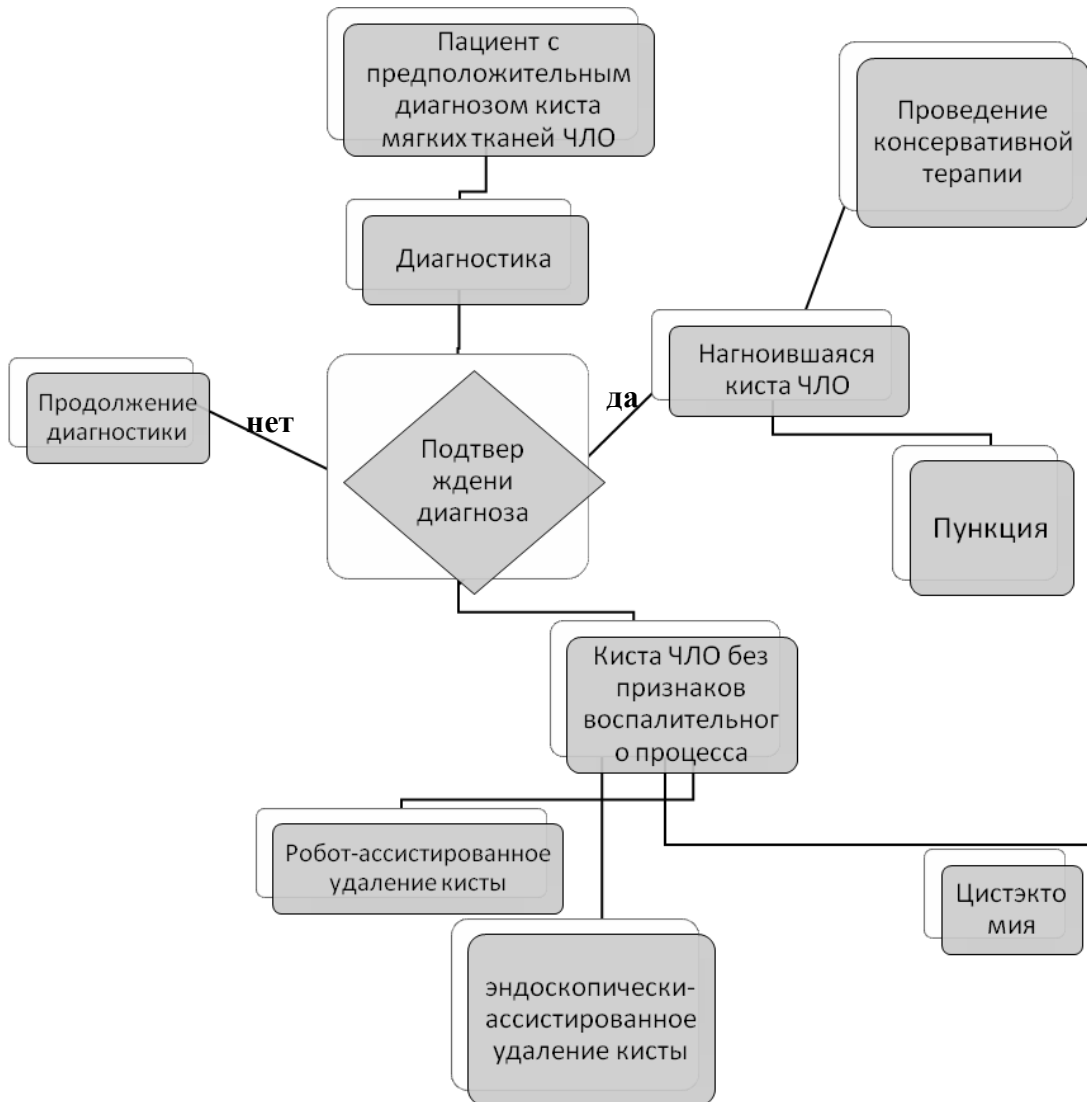 Пациент с
предположительным
диагнозом киста
мягких тканей ЧЛО
Проведение
консервативной
терапии
Диагностика
Нагноившаяся
киста ЧЛО
да
Продолжение
диагностики
нет
Подтвер
ждени
диагноза
Пункция
Киста ЧЛО без
признаков
воспалительног
о процесса
Робот-ассистированное
удаление кисты
Цистэкто
мия
эндоскопически-
ассистированное
удаление кисты